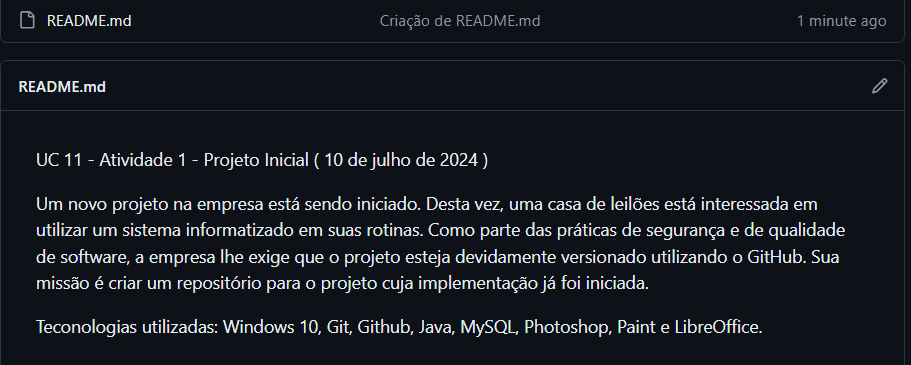 README.md
Criação de README.md
1 minute ago
README.md
UC 11 - Atividade 1 - Projeto Inicial ( 10 de julho de 2024 )
Um novo projeto na empresa está sendo iniciado. Desta vez, uma casa de leilões está interessada em
utilizar um sistema informatizado em suas rotinas. Como parte das práticas de segurança e de qualidade
de software, a empresa lhe exige que o projeto esteja devidamente versionado utilizando o GitHub. Sua
missão é criar um repositório para o projeto cuja implementação já foi iniciada.
Teconologias utilizadas: Windows 10, Git, Github, Java, MySQL, Photoshop, Paint e LibreOffice.